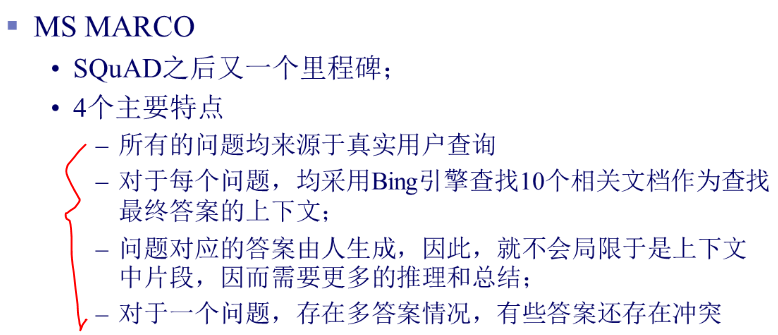 ▪ MS MARCO
• SQuAD之后又一个里程碑；
• 4个主要特点
– 所有的问题均来源于真实用户查询
– 对于每个问题，均采用Bing引擎查找10个相关文档作为查找
最终答案的上下文；
– 问题对应的答案由人生成，因此，就不会局限于是上下文
中片段，因而需要更多的推理和总结；
– 对于一个问题，存在多答案情况，有些答案还存在冲突